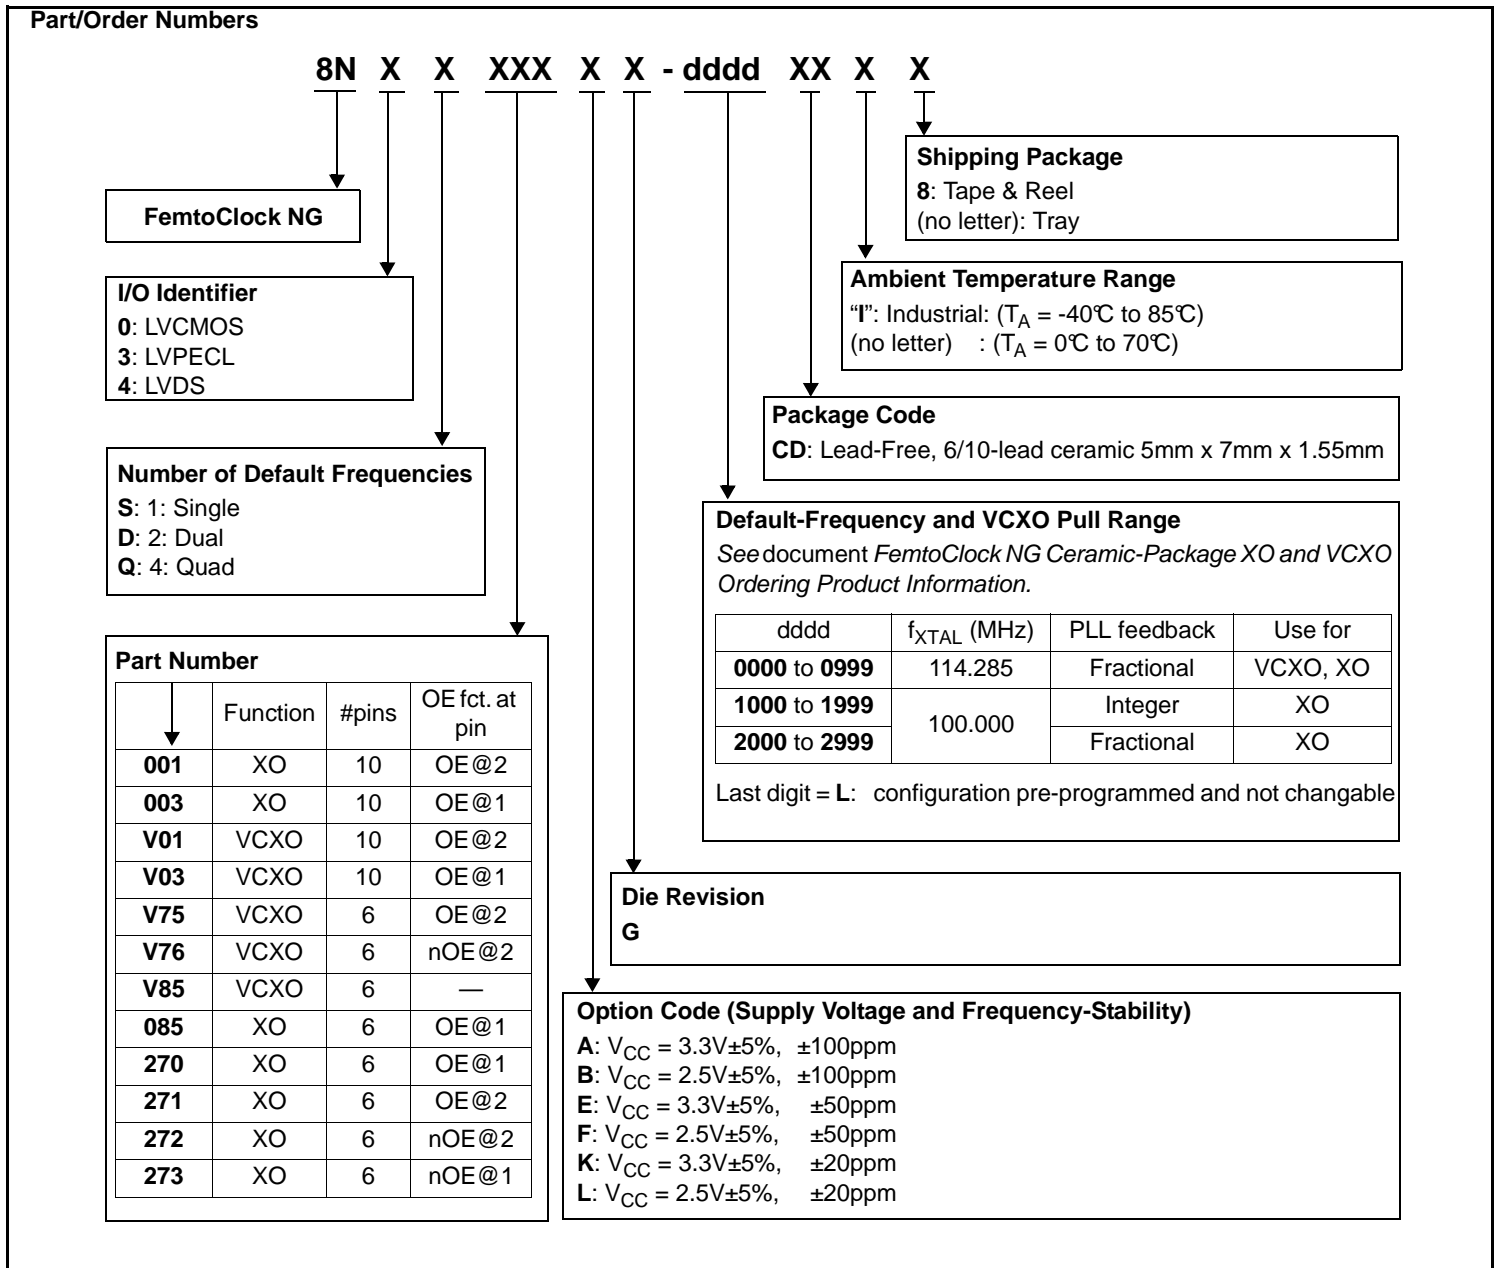 Part/Order Numbers
8N X X XXX X X - dddd XX X X
Shipping Package
8: Tape & Reel
(no letter): Tray
FemtoClock NG
Ambient Temperature Range
“I”: Industrial: (TA = -40°C to 85°C)
(no letter) : (TA = 0°C to 70°C)
I/O Identifier
0: LVCMOS
3: LVPECL
4: LVDS
Package Code
CD: Lead-Free, 6/10-lead ceramic 5mm x 7mm x 1.55mm
Number of Default Frequencies
S: 1: Single
D: 2: Dual
Q: 4: Quad
Default-Frequency and VCXO Pull Range
See document FemtoClock NG Ceramic-Package XO and VCXO
Ordering Product Information.
dddd fXTAL (MHz) PLL feedback Use for
0000 to 0999 114.285 Fractional VCXO, XO
1000 to 1999 100.000 Integer XO
2000 to 2999 Fractional XO
Last digit = L: configuration pre-programmed and not changable
Part Number
Function #pins OE fct. at
pin
001 XO 10 OE@2
003 XO 10 OE@1
V01 VCXO 10 OE@2
V03 VCXO 10 OE@1
V75 VCXO 6 OE@2
V76 VCXO 6 nOE@2
V85 VCXO 6 —
085 XO 6 OE@1
270 XO 6 OE@1
271 XO 6 OE@2
272 XO 6 nOE@2
273 XO 6 nOE@1
Die Revision
G
Option Code (Supply Voltage and Frequency-Stability)
A: VCC = 3.3V±5%, ±100ppm
B: VCC = 2.5V±5%, ±100ppm
E: VCC = 3.3V±5%, ±50ppm
F: VCC = 2.5V±5%, ±50ppm
K: VCC = 3.3V±5%, ±20ppm
L: VCC = 2.5V±5%, ±20ppm